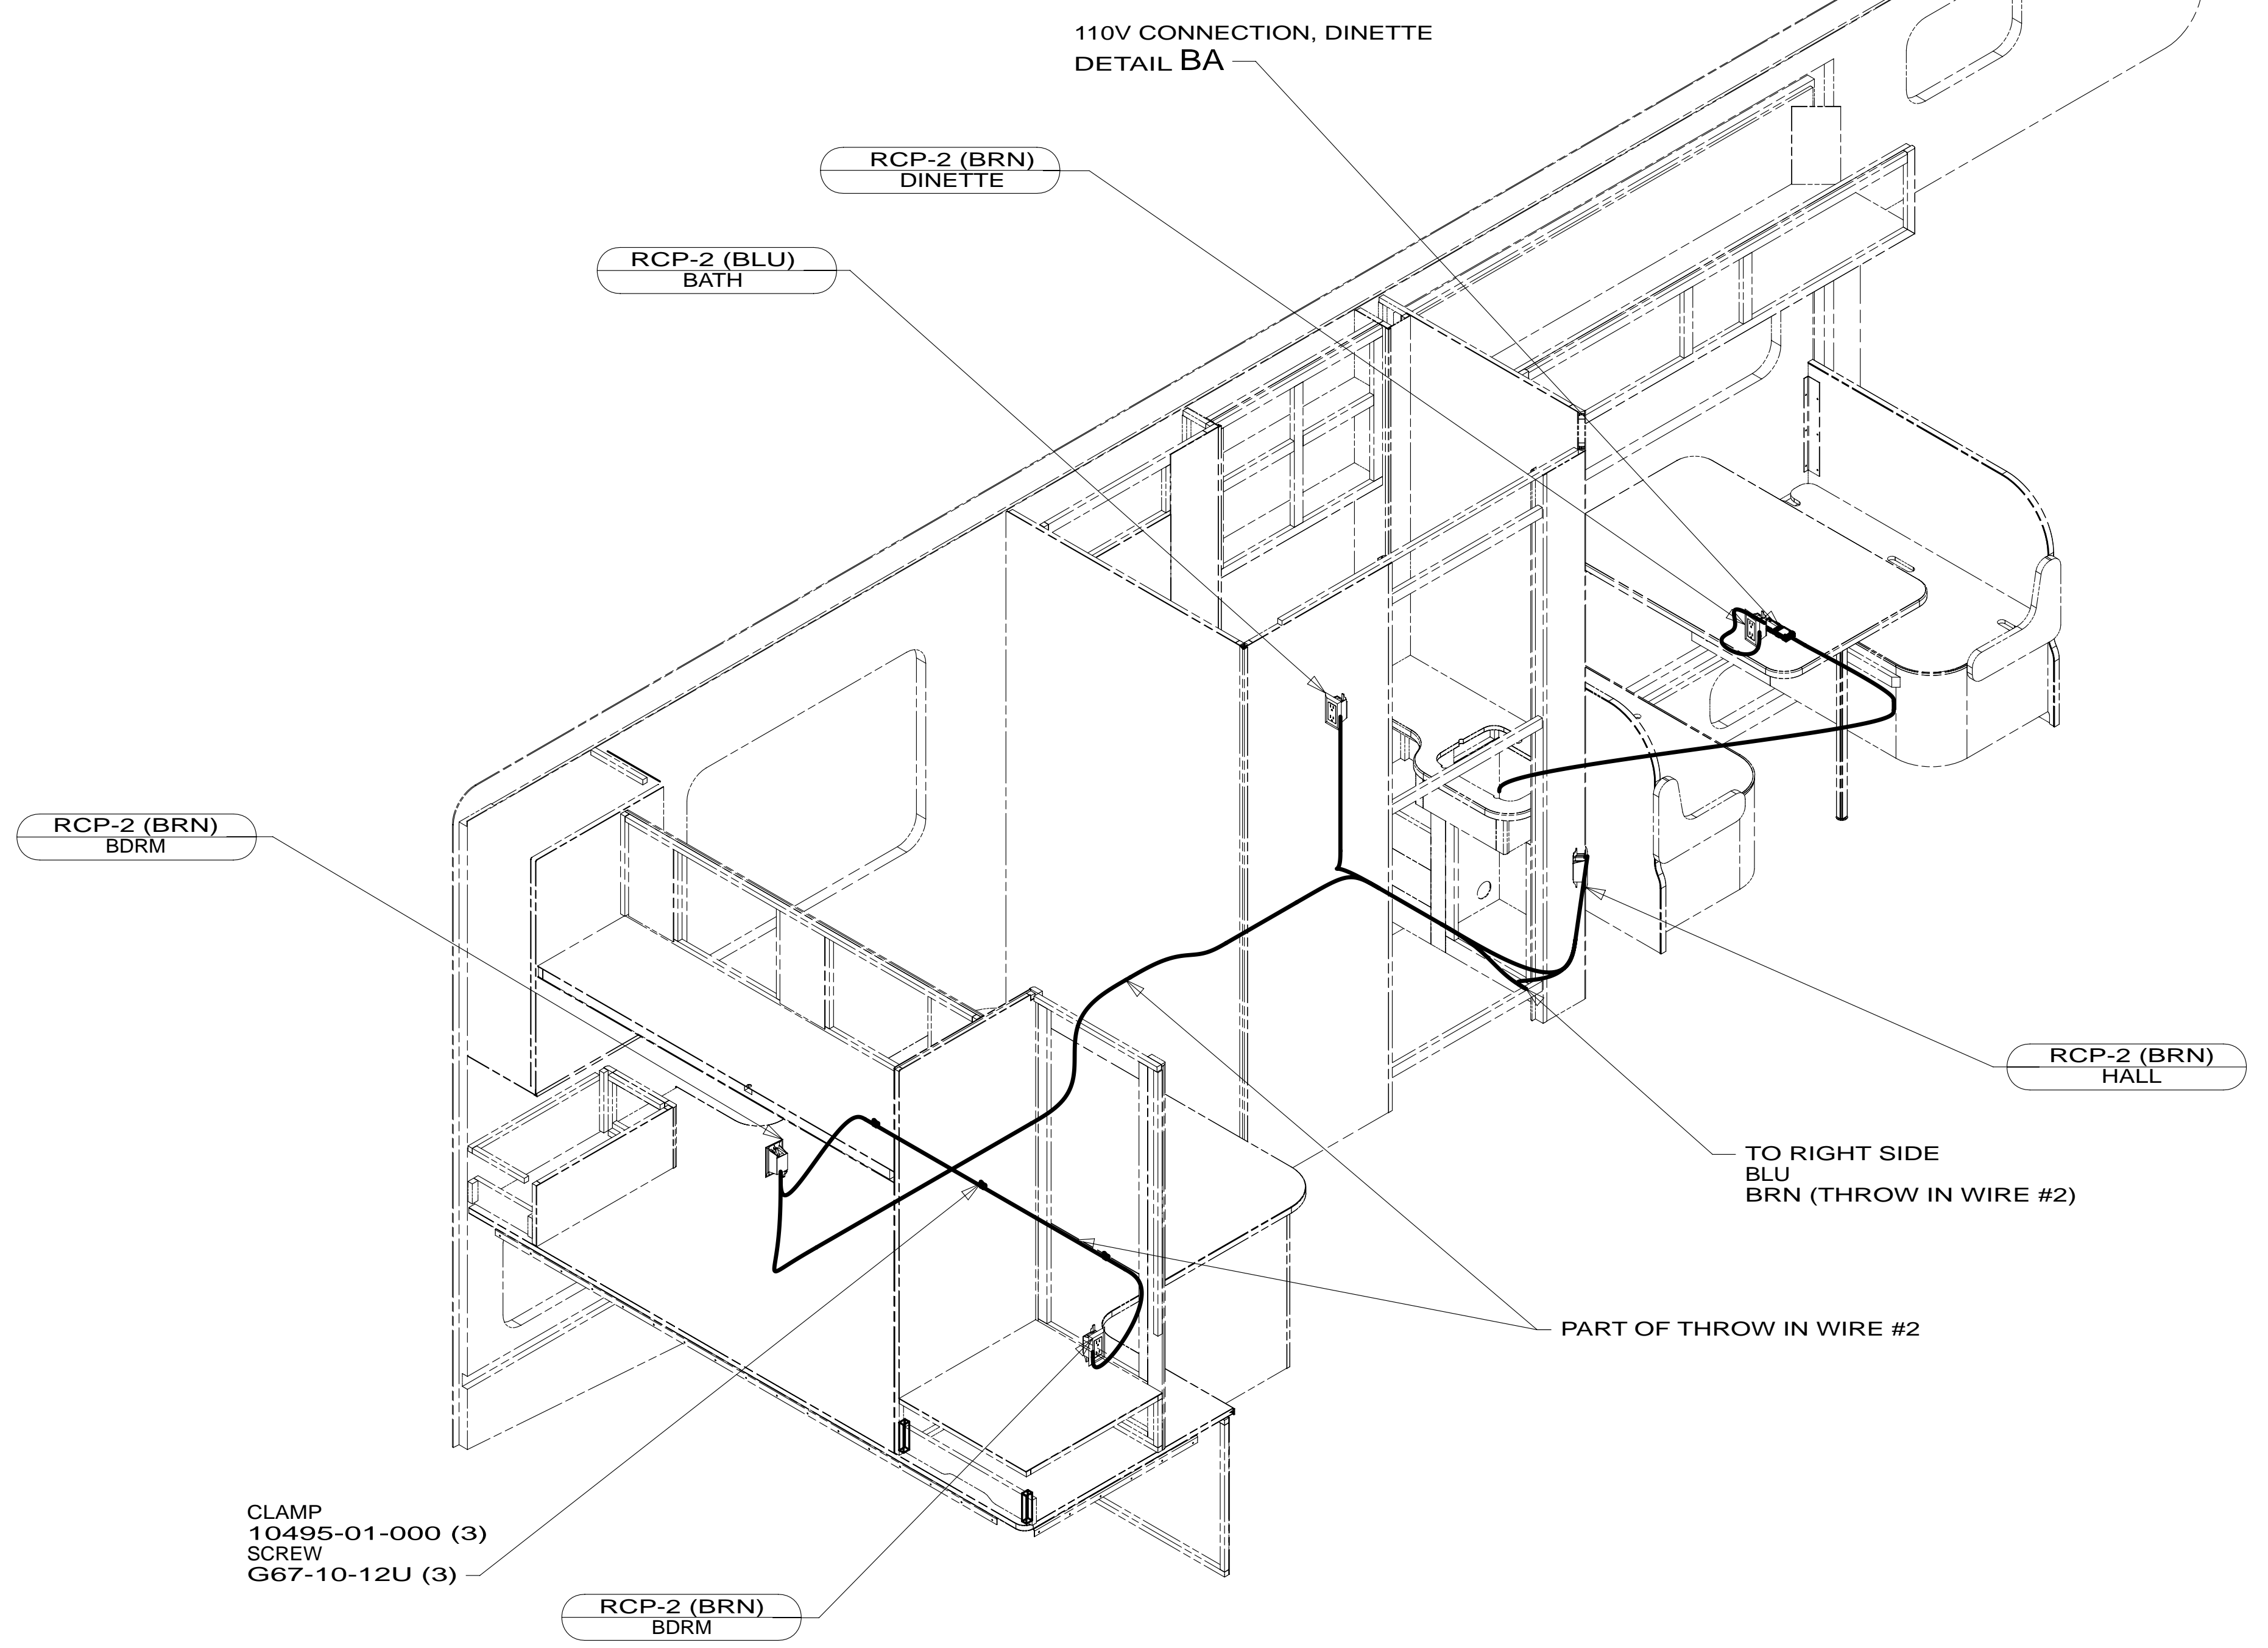 110V CONNECTION, DINETTE
DETAIL BA
RCP-2 (BRN)
DINETTE
RCP-2 (BLU)
BATH
RCP-2 (BRN)
BDRM
RCP-2 (BRN)
HALL
TO RIGHT SIDE
BLU
BRN (THROW IN WIRE #2)
PART OF THROW IN WIRE #2
CLAMP
10495-01-000 (3)
SCREW
G67-10-12U (3)
RCP-2 (BRN)
BDRM